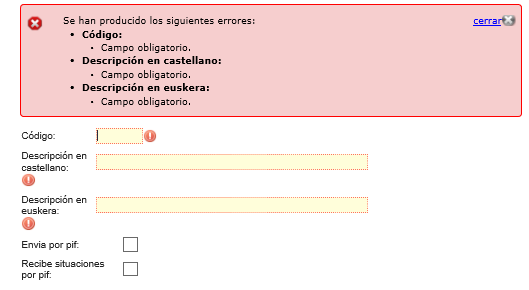 Se han producido los siguientes errores:
cerrar
Código:
Campo obligatorio.
Descripción en castellano:
Campo obligatorio.
Descripción en euskera:
Campo obligatorio.
Código:
Descripción en
castellano:
Descripción en
euskera:
Envia por pif:
Recibe situaciones
por pif: